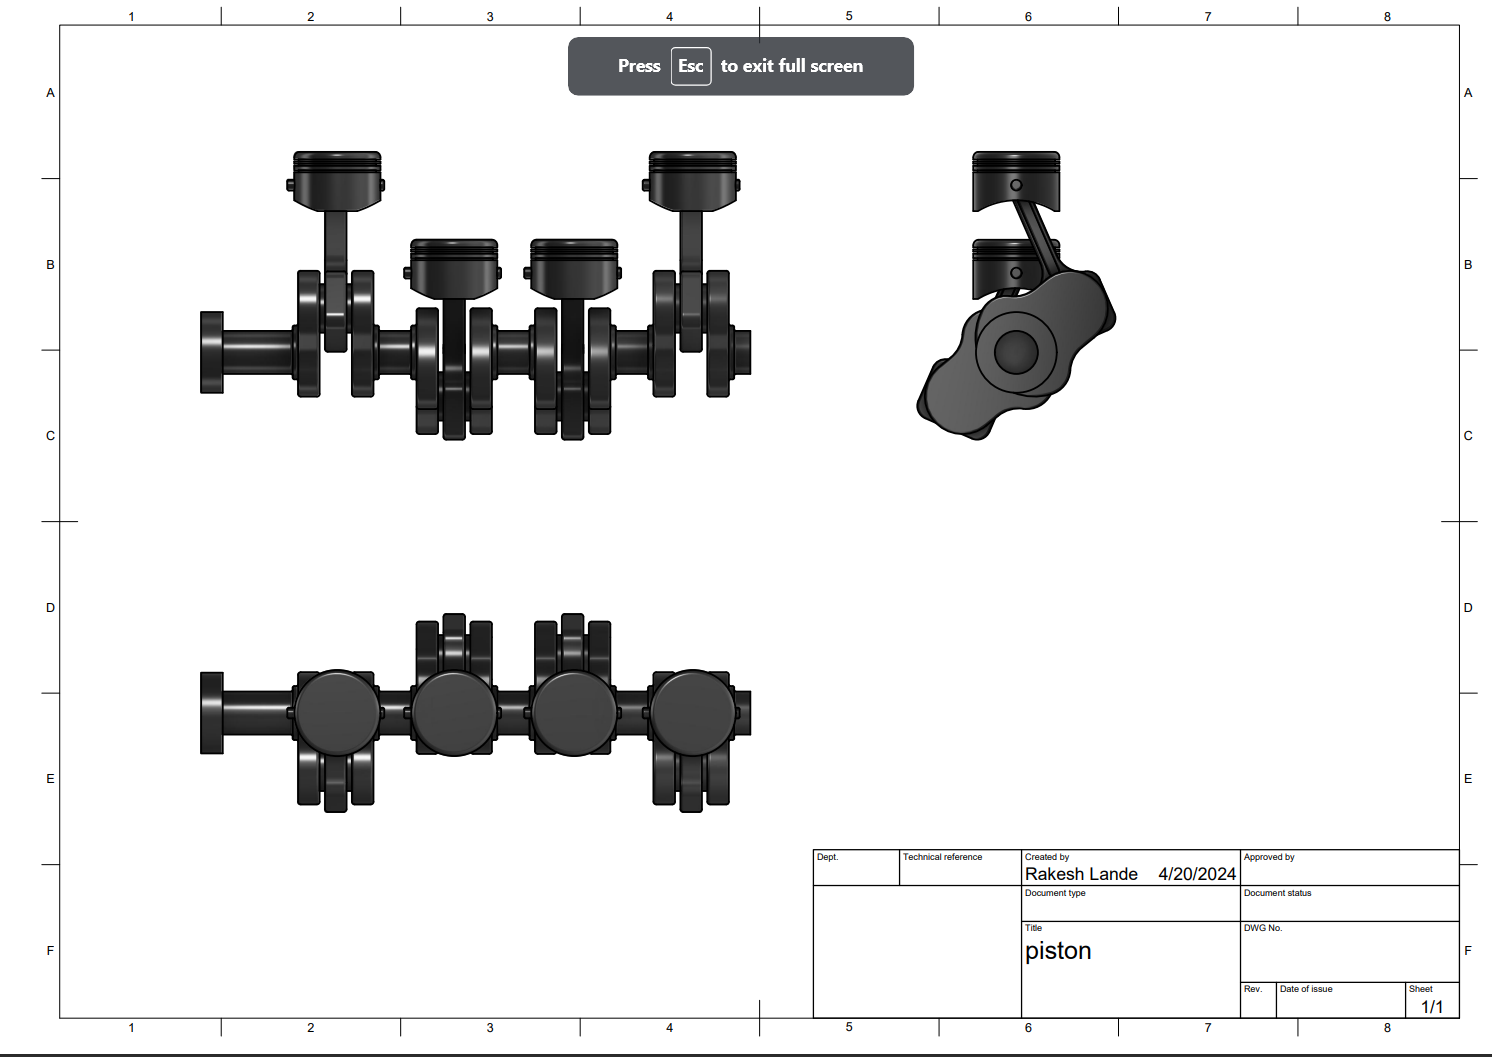 1 2 3 4 5 6 7 8
Press Esc to exit full screen
A A
B B
C C
D D
E E
Dept. Technical reference Created by Approved by
Rakesh Lande 4/20/2024
Document type Document status
Title DWG No.
piston
F F
Rev. Date of issue Sheet
1/1
1 2 3 4 5 6 7 8